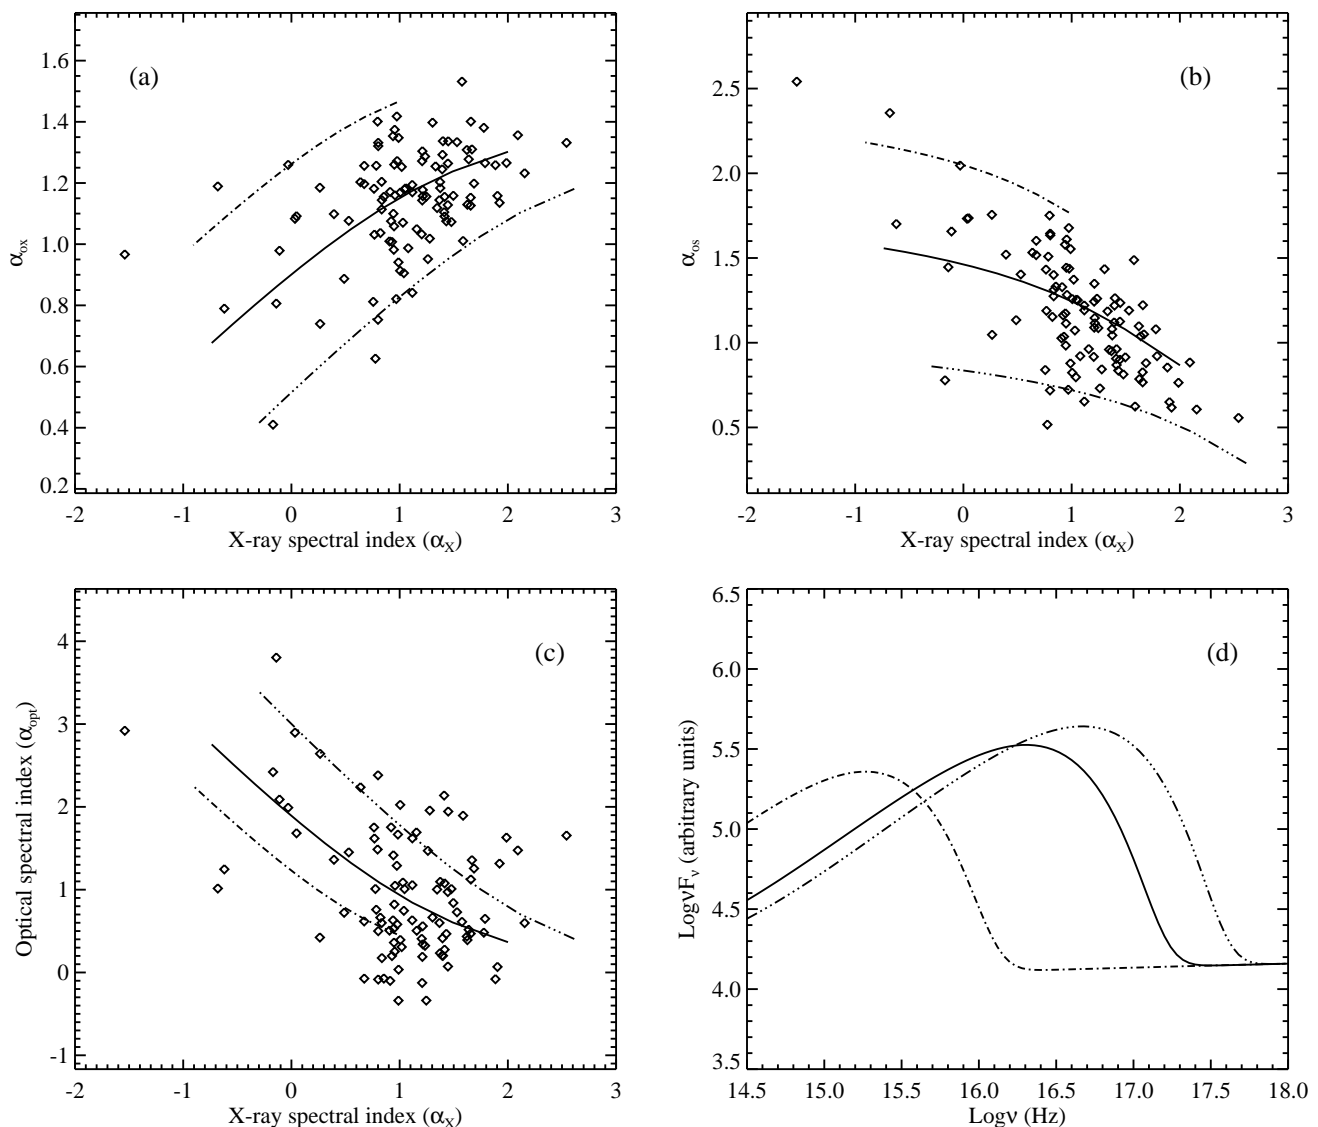 (a)
1.6
1.4
1.2
1.0
0.8
0.6
0.4
0.2
α_ox
-2 -1 0 1 2 3
X-ray spectral index (α_X)
(b)
2.5
2.0
1.5
1.0
0.5
α_os
-2 -1 0 1 2 3
X-ray spectral index (α_X)
(c)
4
3
2
1
0
-1
Optical spectral index (α_opt)
-2 -1 0 1 2 3
X-ray spectral index (α_X)
(d)
6.5
6.0
5.5
5.0
4.5
4.0
3.5
LogνF_ν (arbitrary units)
14.5 15.0 15.5 16.0 16.5 17.0 17.5 18.0
Logν (Hz)